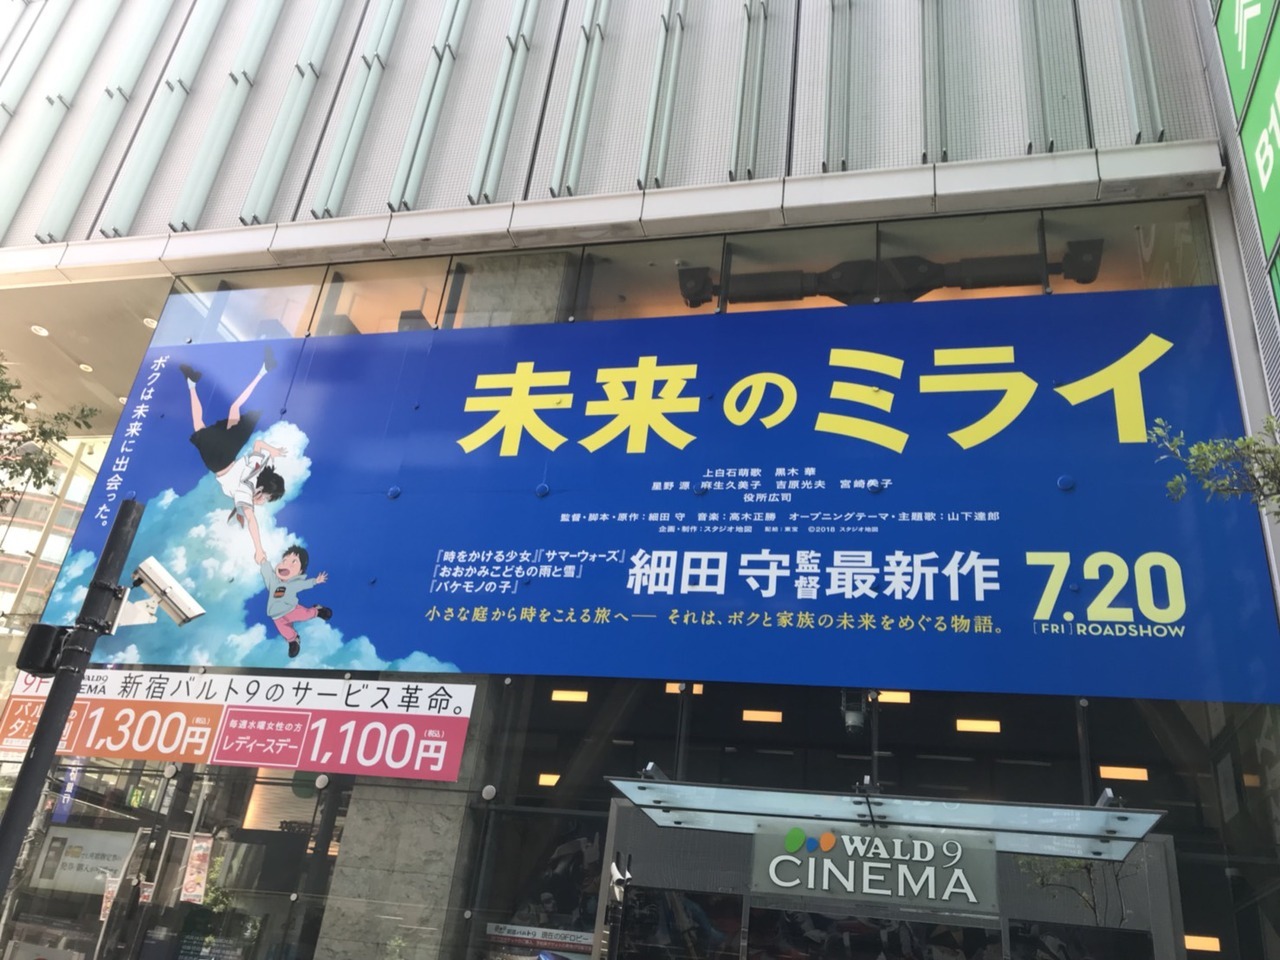 ボクは未来に出会った。
未来のミライ
上白石萌歌 黒木 華
星野 源 麻生久美子 吉原光夫 宮崎美子
役所広司
監督・脚本・原作：細田 守 音楽：高木正勝 オープニングテーマ・主題歌：山下達郎
企画・制作：スタジオ地図 配給：東宝 ©2018 スタジオ地図
『時をかける少女』『サマーウォーズ』
『おおかみこどもの雨と雪』
『バケモノの子』
細田 守監督最新作
7.20
[FRI] ROADSHOW
小さな庭から時をこえる旅へ── それは、ボクと家族の未来をめぐる物語。
新宿バルト9のサービス革命。
1,300円
(税込)
毎週水曜女性の方
レディースデー
1,100円
(税込)
WALD 9
CINEMA
B1